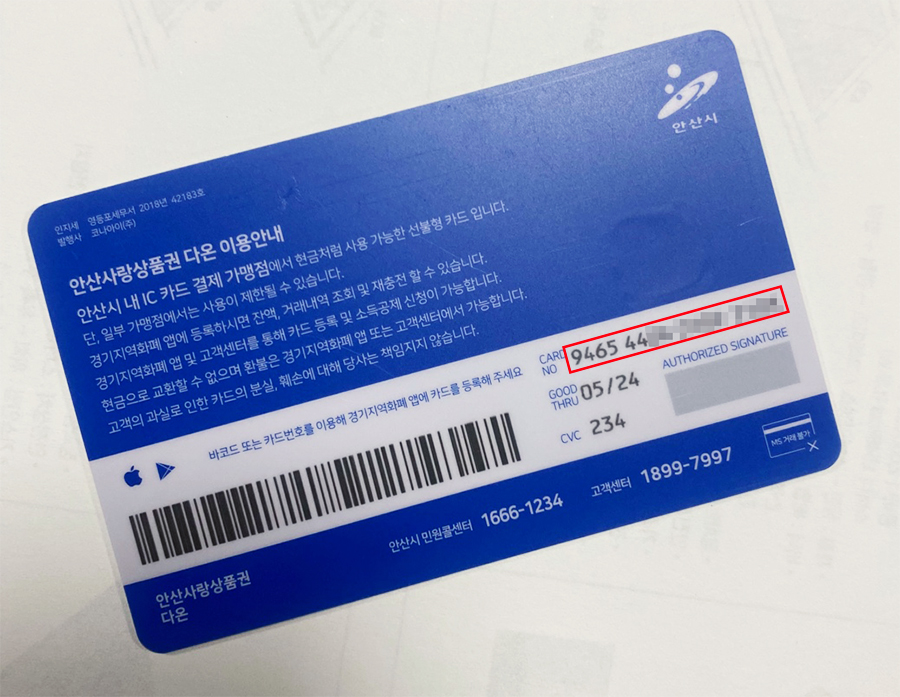 안산시
인지세 영등포세무서 2018년 42183호
발행사 코나아이(주)
안산사랑상품권 다온 이용안내
안산시 내 IC 카드 결제 가맹점에서 현금처럼 사용 가능한 선불형 카드 입니다.
단, 일부 가맹점에서는 사용이 제한될 수 있습니다.
경기지역화폐 앱에 등록하시면 잔액, 거래내역 조회 및 재충전 할 수 있습니다.
경기지역화폐 앱 및 고객센터를 통해 카드 등록 및 소득공제 신청이 가능합니다.
현금으로 교환할 수 없으며 환불은 경기지역화폐 앱 또는 고객센터에서 가능합니다.
고객의 과실로 인한 카드의 분실, 훼손에 대해 당사는 책임지지 않습니다.
바코드 또는 카드번호를 이용해 경기지역화폐 앱에 카드를 등록해 주세요
CARD NO 9465 44
GOOD THRU 05/24
CVC 234
AUTHORIZED SIGNATURE
MS 거래 불가
안산시 민원콜센터 1666-1234 고객센터 1899-7997
안산사랑상품권
다온